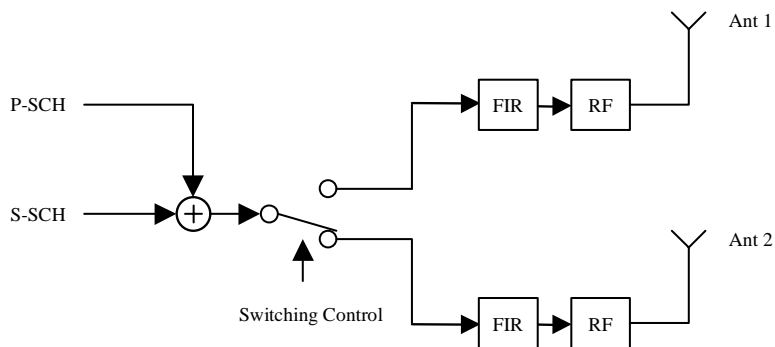 Ant 1
P-SCH
FIR
RF
S-SCH
Ant 2
Switching Control
FIR
RF